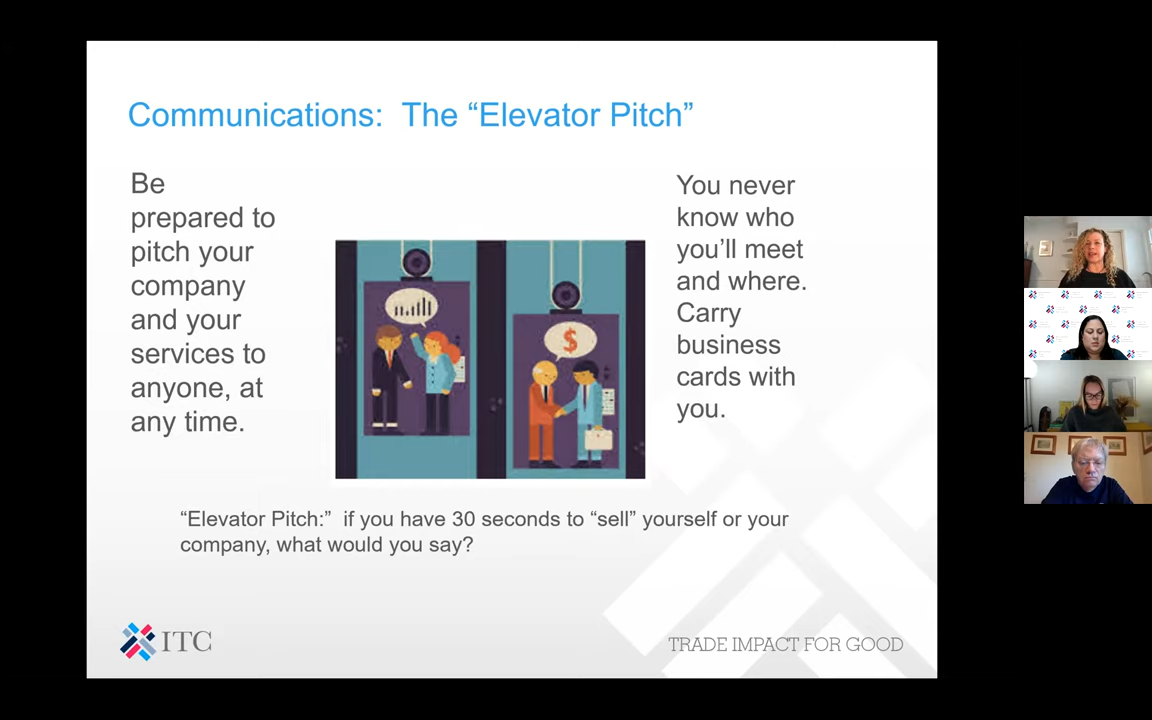 Communications:  The “Elevator Pitch”
Be
prepared to
pitch your
company
and your
services to
anyone, at
any time.
You never
know who
you’ll meet
and where.
Carry
business
cards with
you.
$
“Elevator Pitch:”  if you have 30 seconds to “sell” yourself or your
company, what would you say?
ITC
TRADE IMPACT FOR GOOD